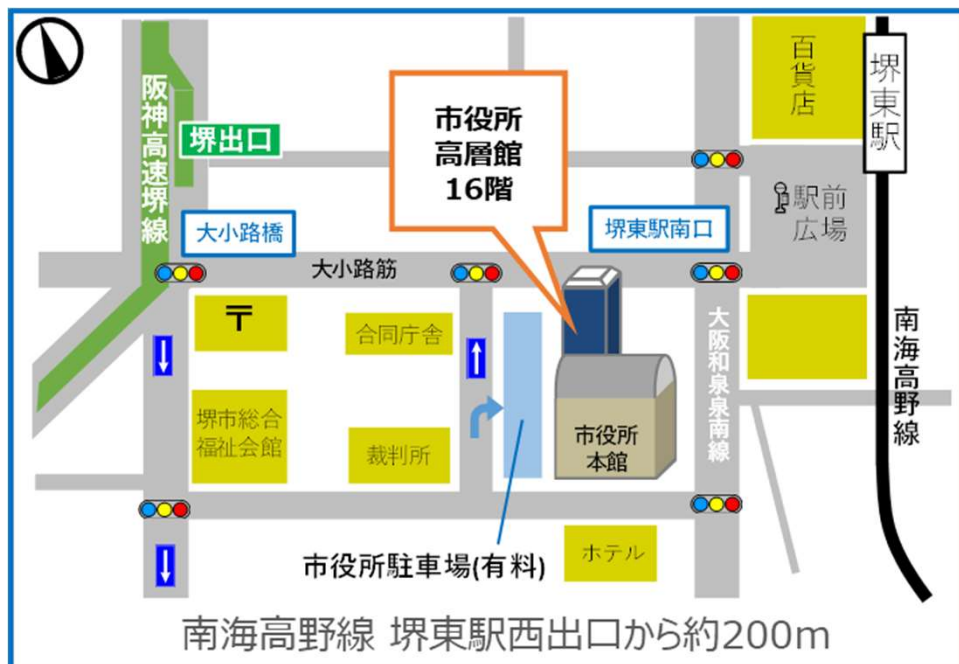 百貨店
堺東駅
阪神高速堺線
堺出口
市役所
高層館
16階
駅前
広場
大小路橋
堺東駅南口
大小路筋
〒
合同庁舎
大阪和泉泉南線
南海高野線
堺市総合
福祉会館
裁判所
市役所
本館
市役所駐車場(有料)
ホテル
南海高野線 堺東駅西出口から約200m